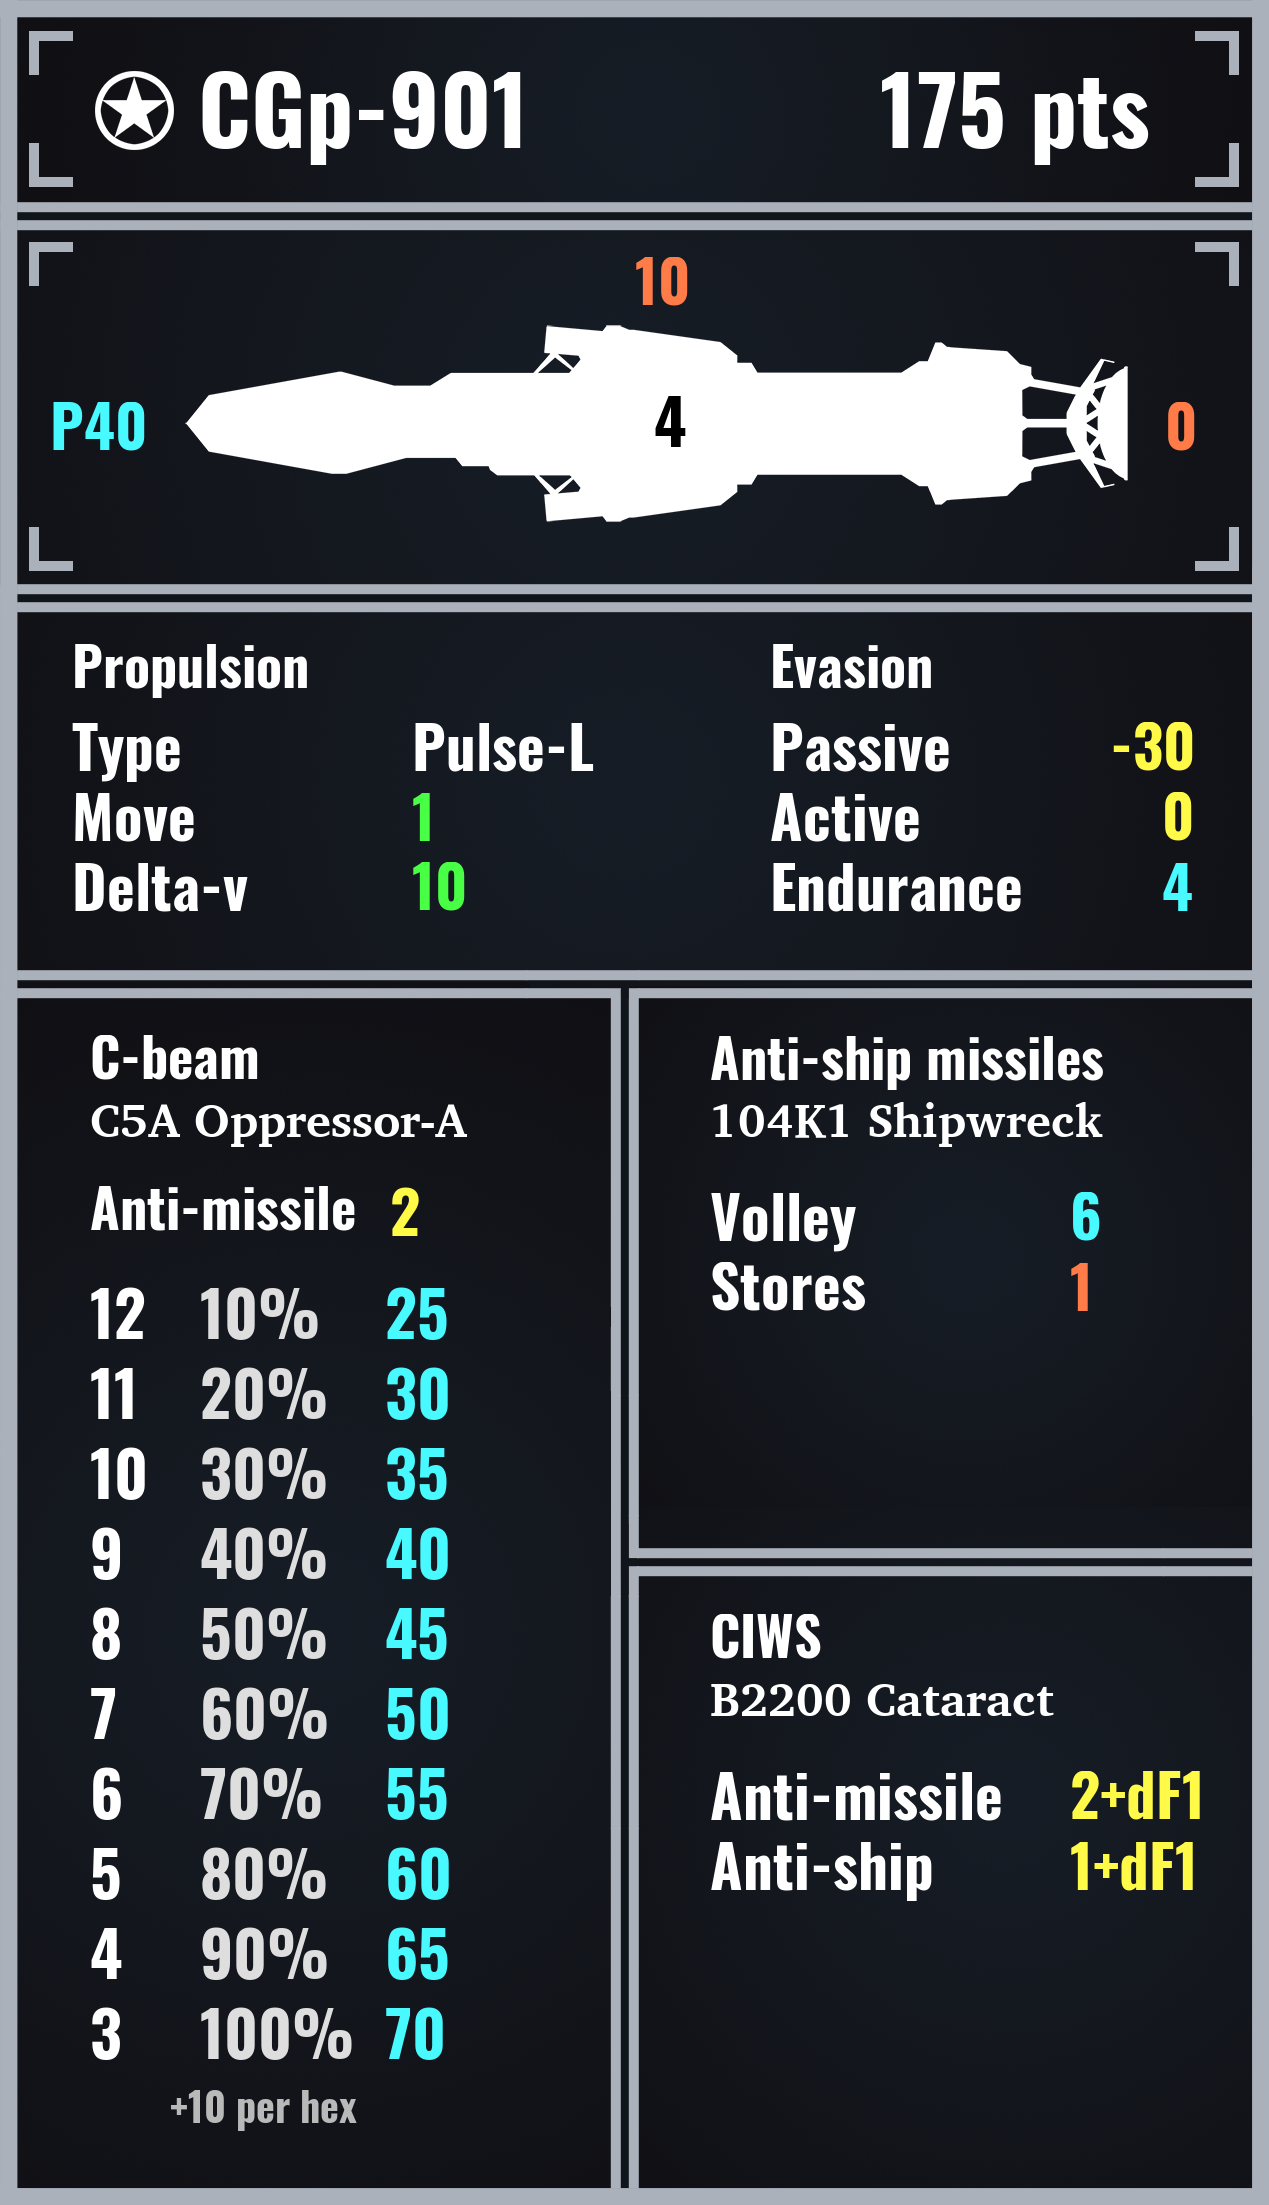 CGp-901 175 pts
10
P40 4 0
Propulsion Evasion
Type Pulse-L Passive -30
Move 1 Active 0
Delta-v 10 Endurance 4
C-beam
C5A Oppressor-A
Anti-missile 2
12 10% 25
11 20% 30
10 30% 35
9 40% 40
8 50% 45
7 60% 50
6 70% 55
5 80% 60
4 90% 65
3 100% 70
+10 per hex
Anti-ship missiles
104K1 Shipwreck
Volley 6
Stores 1
CIWS
B2200 Cataract
Anti-missile 2+dF1
Anti-ship 1+dF1